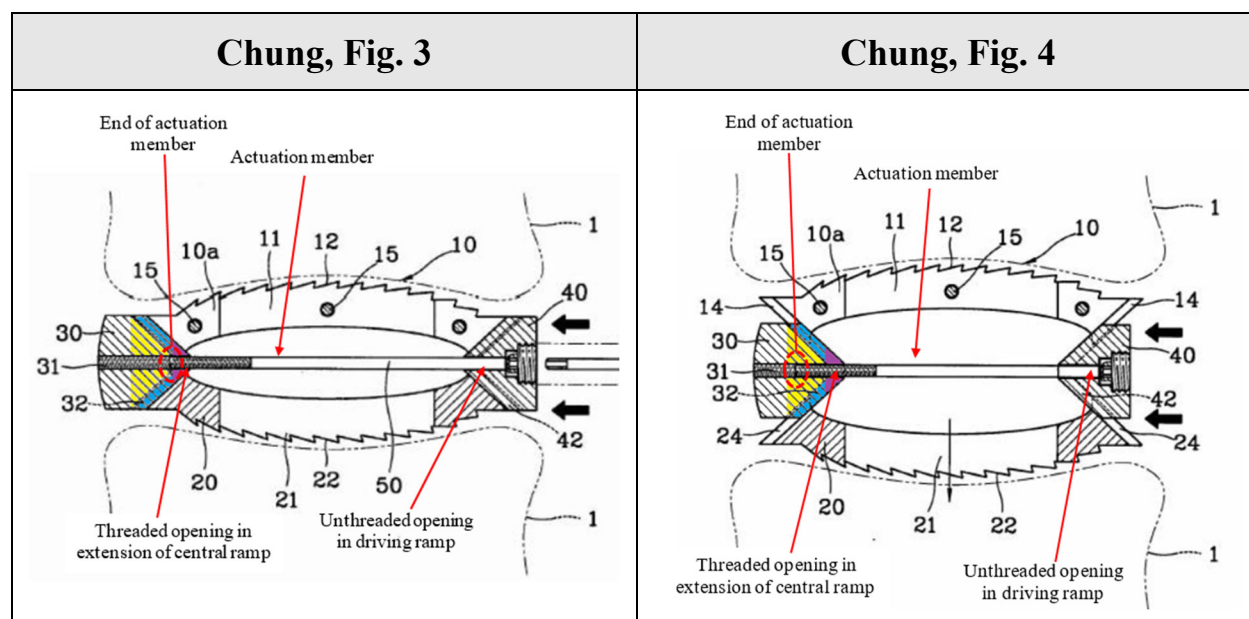 Chung, Fig. 3
Chung, Fig. 4
End of actuation
member
Actuation member
1
10a
11
12
15
10
15
40
30
31
32
42
20
21
22
50
1
Threaded opening in
extension of central ramp
Unthreaded opening
in driving ramp
End of actuation
member
Actuation member
1
10a
11
12
15
10
15
14
14
30
40
31
32
42
24
24
20
21
22
1
Threaded opening in
extension of central ramp
Unthreaded opening
in driving ramp